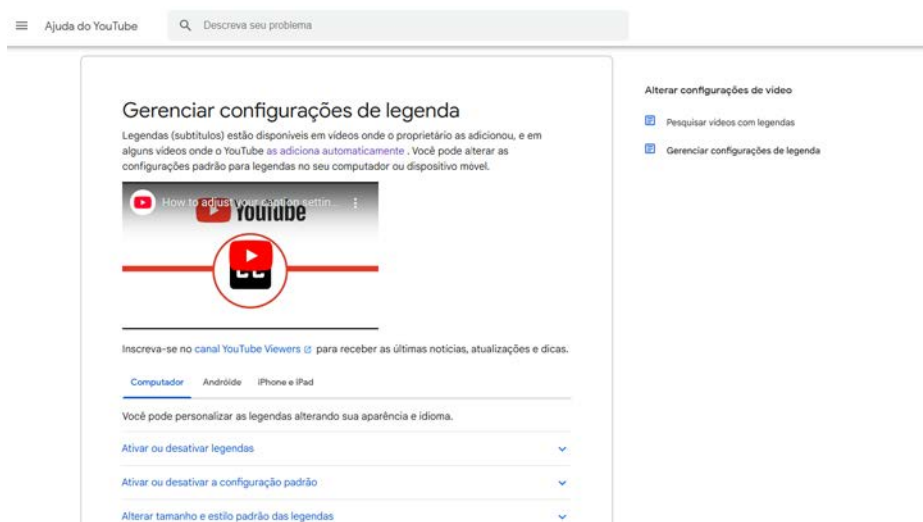 Ajuda do YouTube
Descreva seu problema
Gerenciar configurações de legenda
Legendas (subtítulos) estão disponíveis em vídeos onde o proprietário as adicionou, e em
alguns vídeos onde o YouTube as adiciona automaticamente . Você pode alterar as
configurações padrão para legendas no seu computador ou dispositivo móvel.
How to adjust your caption settin...
YouTube
CC
Inscreva-se no canal YouTube Viewers para receber as últimas notícias, atualizações e dicas.
Computador Andróide iPhone e iPad
Você pode personalizar as legendas alterando sua aparência e idioma.
Ativar ou desativar legendas
Ativar ou desativar a configuração padrão
Alterar tamanho e estilo padrão das legendas
Alterar configurações de vídeo
Pesquisar vídeos com legendas
Gerenciar configurações de legenda